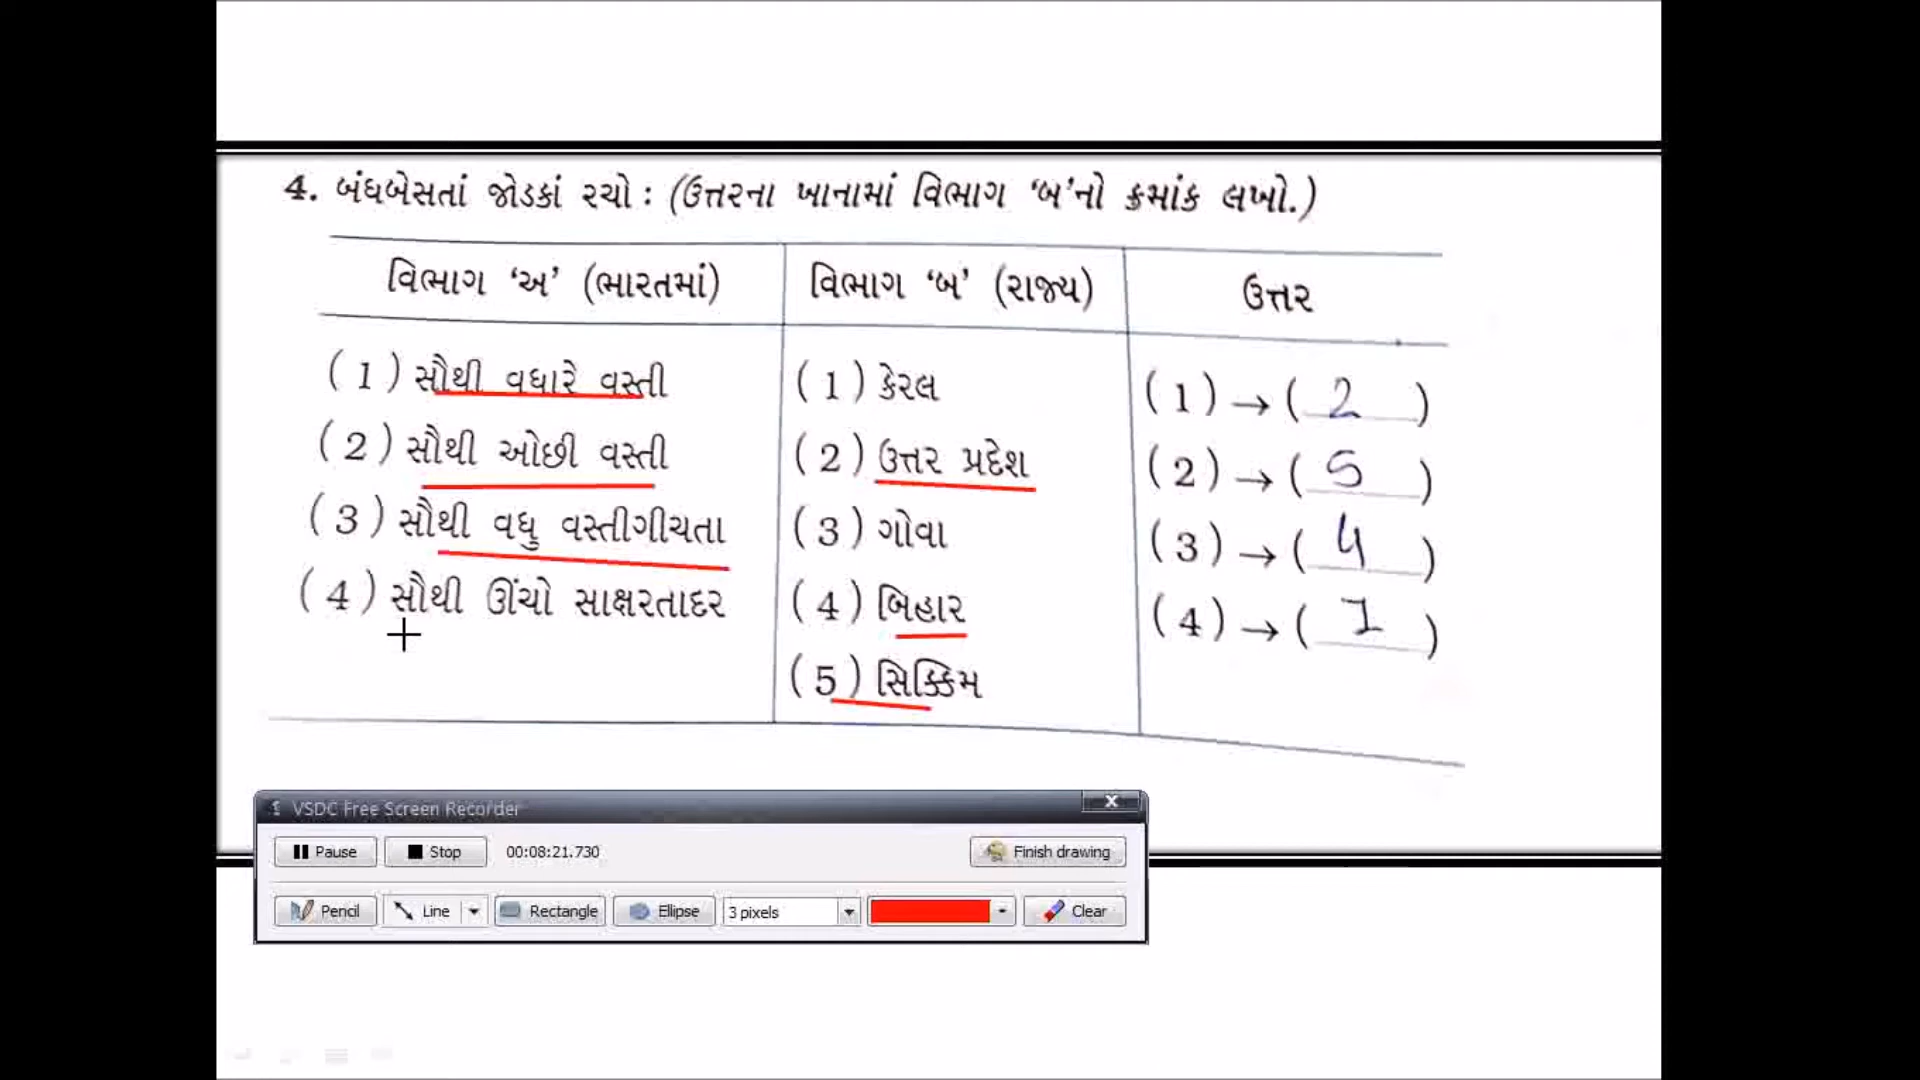 4. બંધબેસતાં જોડકાં રચો : (ઉત્તરના ખાનામાં વિભાગ ‘બ’નો ક્રમાંક લખો.)
વિભાગ ‘અ’ (ભારતમાં) વિભાગ ‘બ’ (રાજ્ય) ઉત્તર
(1) સૌથી વધારે વસ્તી (1) કેરલ (1) → (2)
(2) સૌથી ઓછી વસ્તી (2) ઉત્તર પ્રદેશ (2) → (5)
(3) સૌથી વધુ વસ્તીગીચતા (3) ગોવા (3) → (4)
(4) સૌથી ઊંચો સાક્ષરતાદર (4) બિહાર (4) → (1)
(5) સિક્કિમ
VSDC Free Screen Recorder
Pause Stop 00:08:21.730 Finish drawing
Pencil Line Rectangle Ellipse 3 pixels Clear